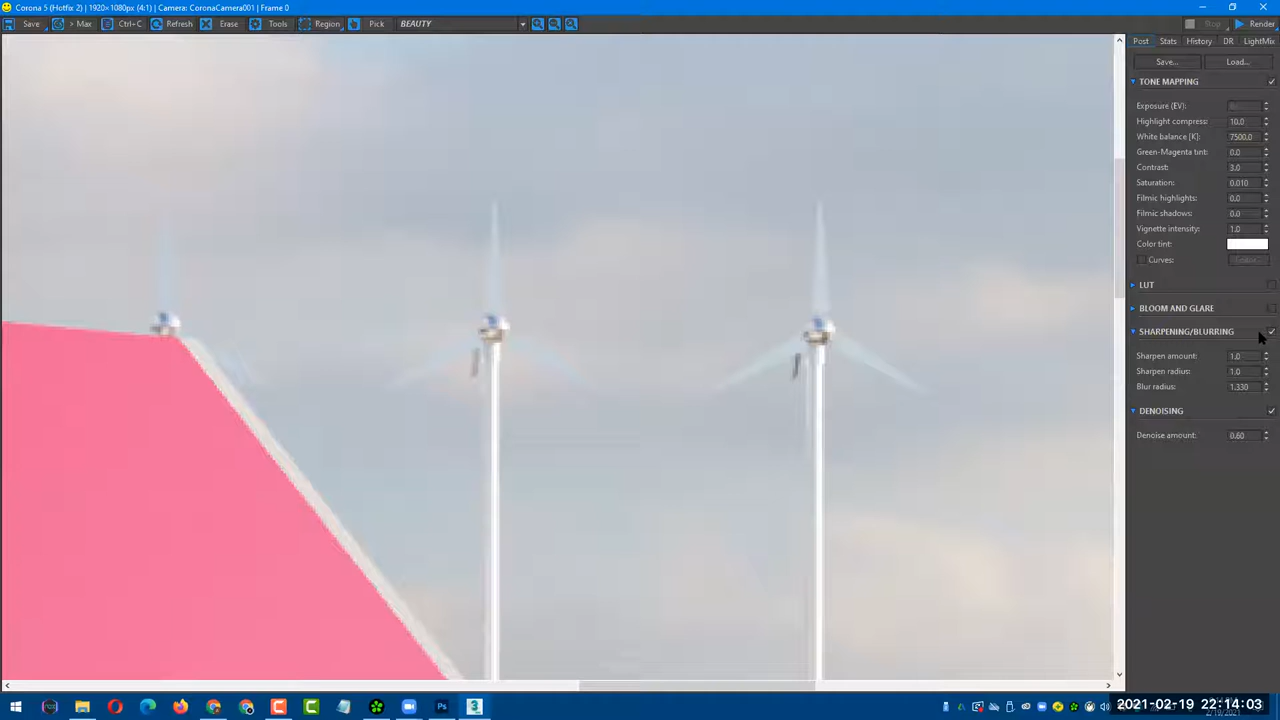 Corona 5 (Hotfix 2) | 1920×1080px (4:1) | Camera: CoronaCamera001 | Frame 0
Save > Max Ctrl+C Refresh Erase Tools Region Pick BEAUTY Stop Render
Post Stats History DR LightMix
Save... Load...
TONE MAPPING
Exposure (EV):
Highlight compress: 10.0
White balance [K]: 7500.0
Green-Magenta tint: 0.0
Contrast: 3.0
Saturation: 0.010
Filmic highlights: 0.0
Filmic shadows: 0.0
Vignette intensity: 1.0
Color tint:
Curves:
LUT
BLOOM AND GLARE
SHARPENING/BLURRING
Sharpen amount: 1.0
Sharpen radius: 1.0
Blur radius: 1.330
DENOISING
Denoise amount: 0.60
Ps 3
2021-02-19 22:14:03